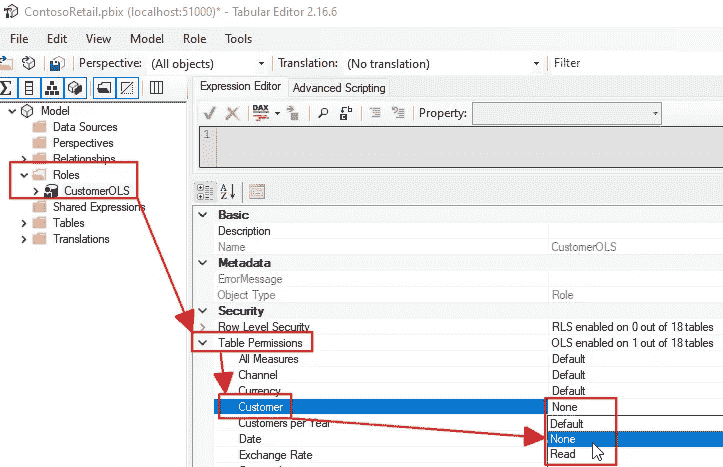 ContosoRetail.pbix (localhost:51000)* - Tabular Editor 2.16.6
File Edit View Model Role Tools
Perspective: (All objects) Translation: (No translation) Filter
Expression Editor Advanced Scripting
DAX Property:
1
Model
Data Sources
Perspectives
Relationships
Roles
CustomerOLS
Shared Expressions
Tables
Translations
Basic
Description
Name CustomerOLS
Metadata
ErrorMessage
Object Type Role
Security
Row Level Security RLS enabled on 0 out of 18 tables
Table Permissions OLS enabled on 1 out of 18 tables
All Measures Default
Channel Default
Currency Default
Customer None
Customers per Year Default
Date None
Exchange Rate Read